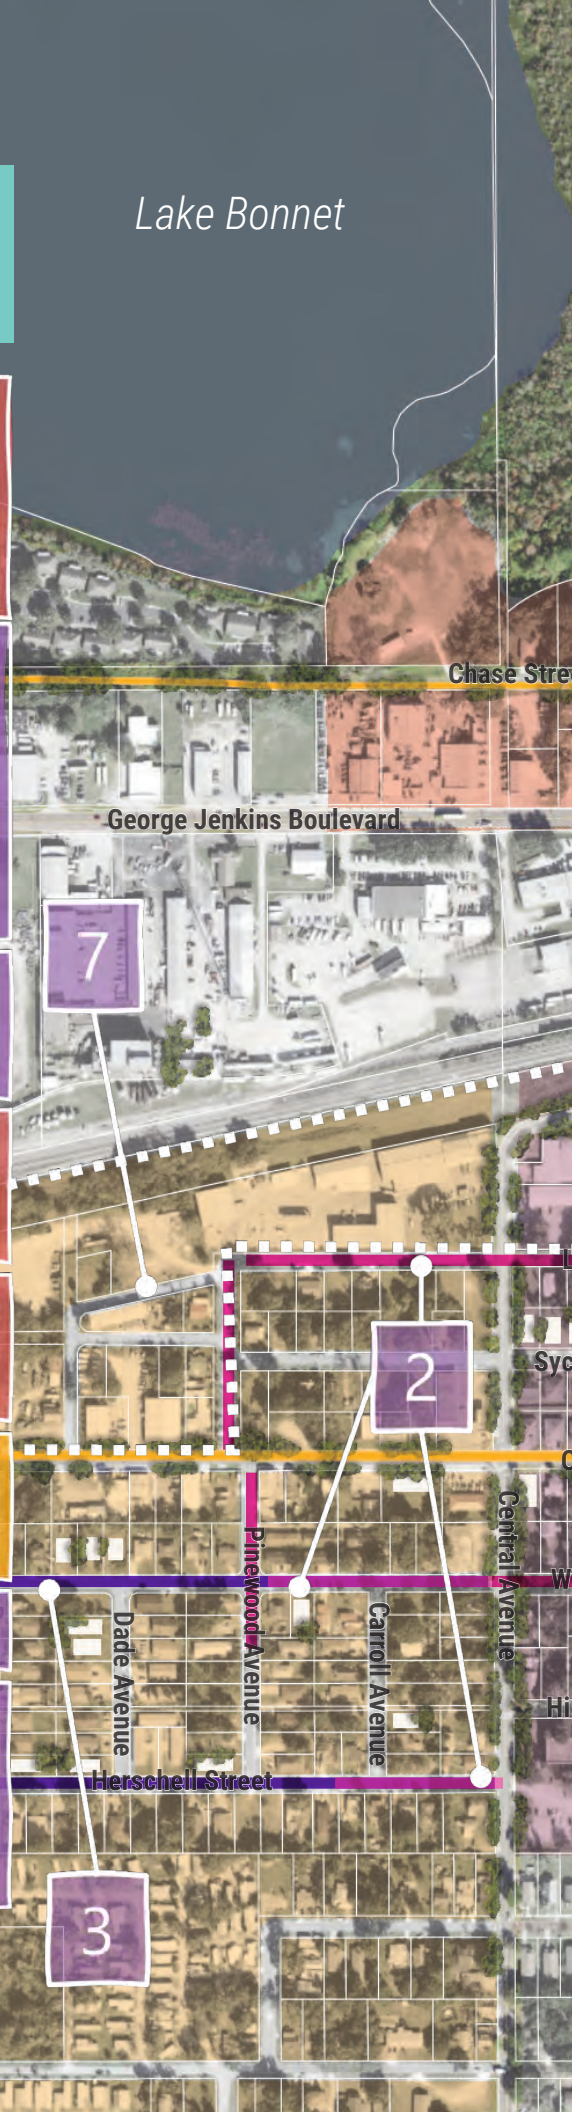 Lake Bonnet
Chase Stre
George Jenkins Boulevard
7
2
Syc
C
Pinewood Avenue
Central Avenue
W
Dade Avenue
Carroll Avenue
Hi
Herschell Street
3